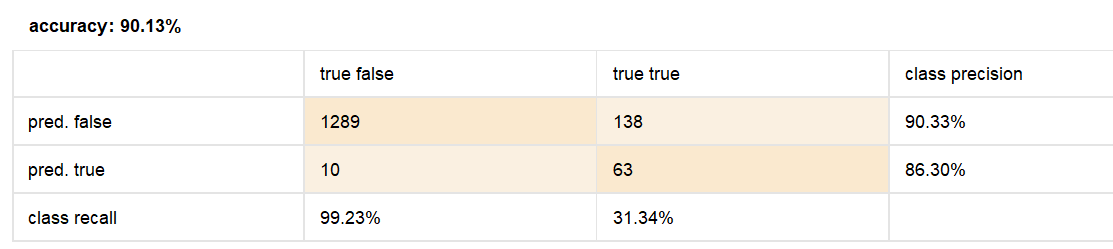 accuracy: 90.13%
true false true true class precision
pred. false 1289 138 90.33%
pred. true 10 63 86.30%
class recall 99.23% 31.34%